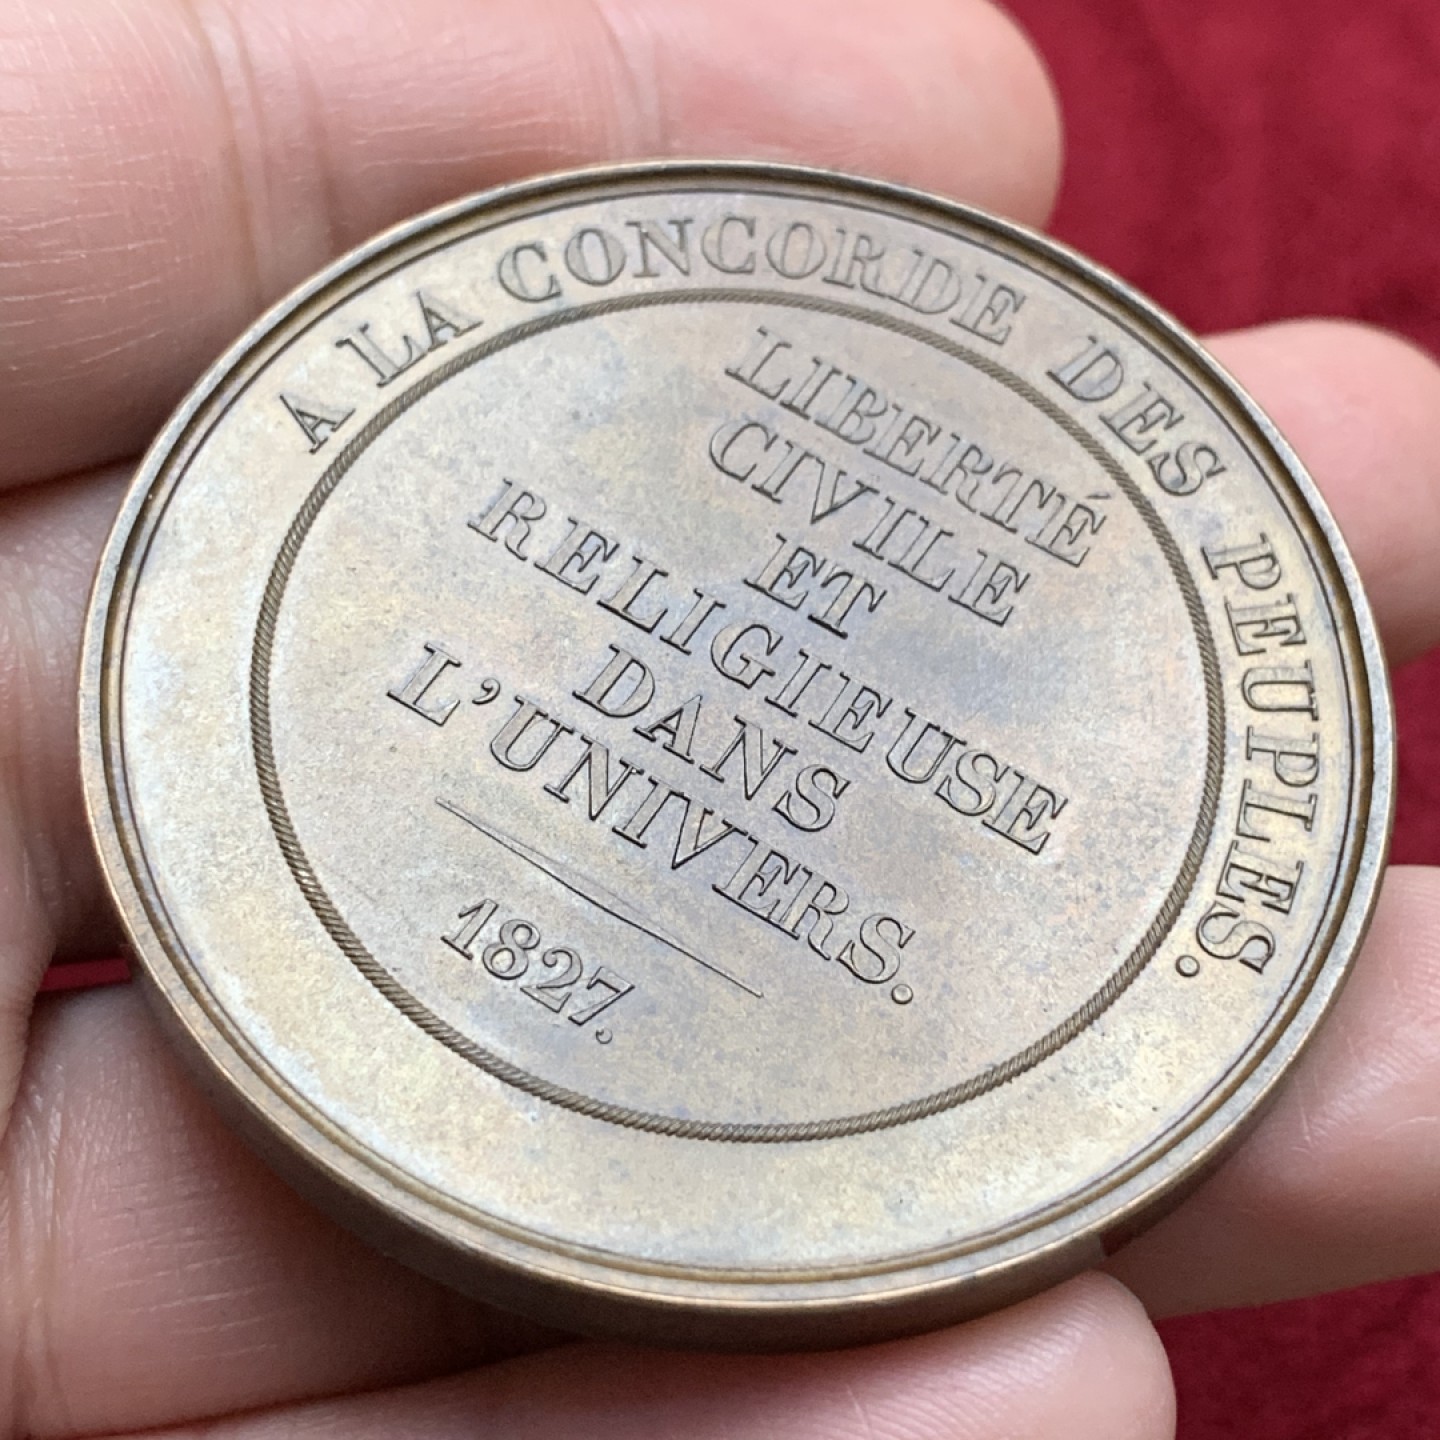 A LA CONCORDE DES PEUPLES.
LIBERTÉ
CIVILE
ET
RELIGIEUSE
DANS
L'UNIVERS.
1827.